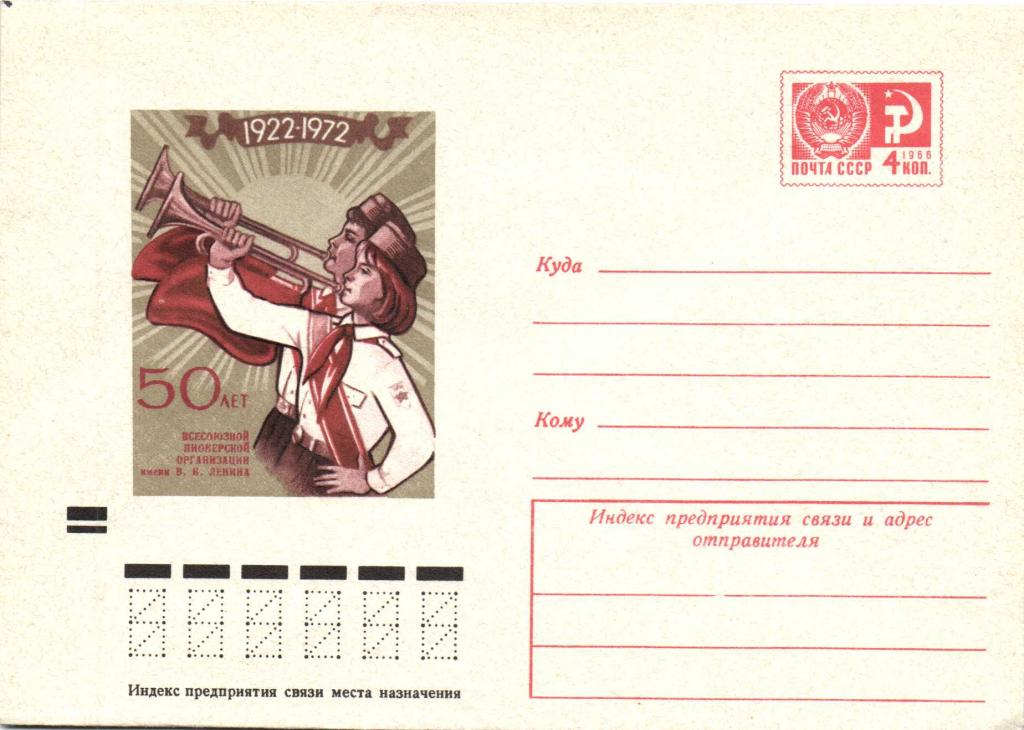 1922-1972
50 ЛЕТ
ВСЕСОЮЗНОЙ
ПИОНЕРСКОЙ
ОРГАНИЗАЦИИ
имени В. И. ЛЕНИНА
1966
ПОЧТА СССР 4 КОП.
Куда
Кому
Индекс предприятия связи и адрес
отправителя
Индекс предприятия связи места назначения